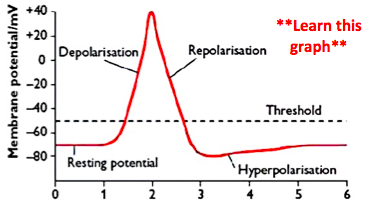 Membrane potential/mV
+40
+20
0
−20
−40
−60
−80
**Learn this
graph**
Depolarisation
Repolarisation
Threshold
Resting potential
Hyperpolarisation
0 1 2 3 4 5 6